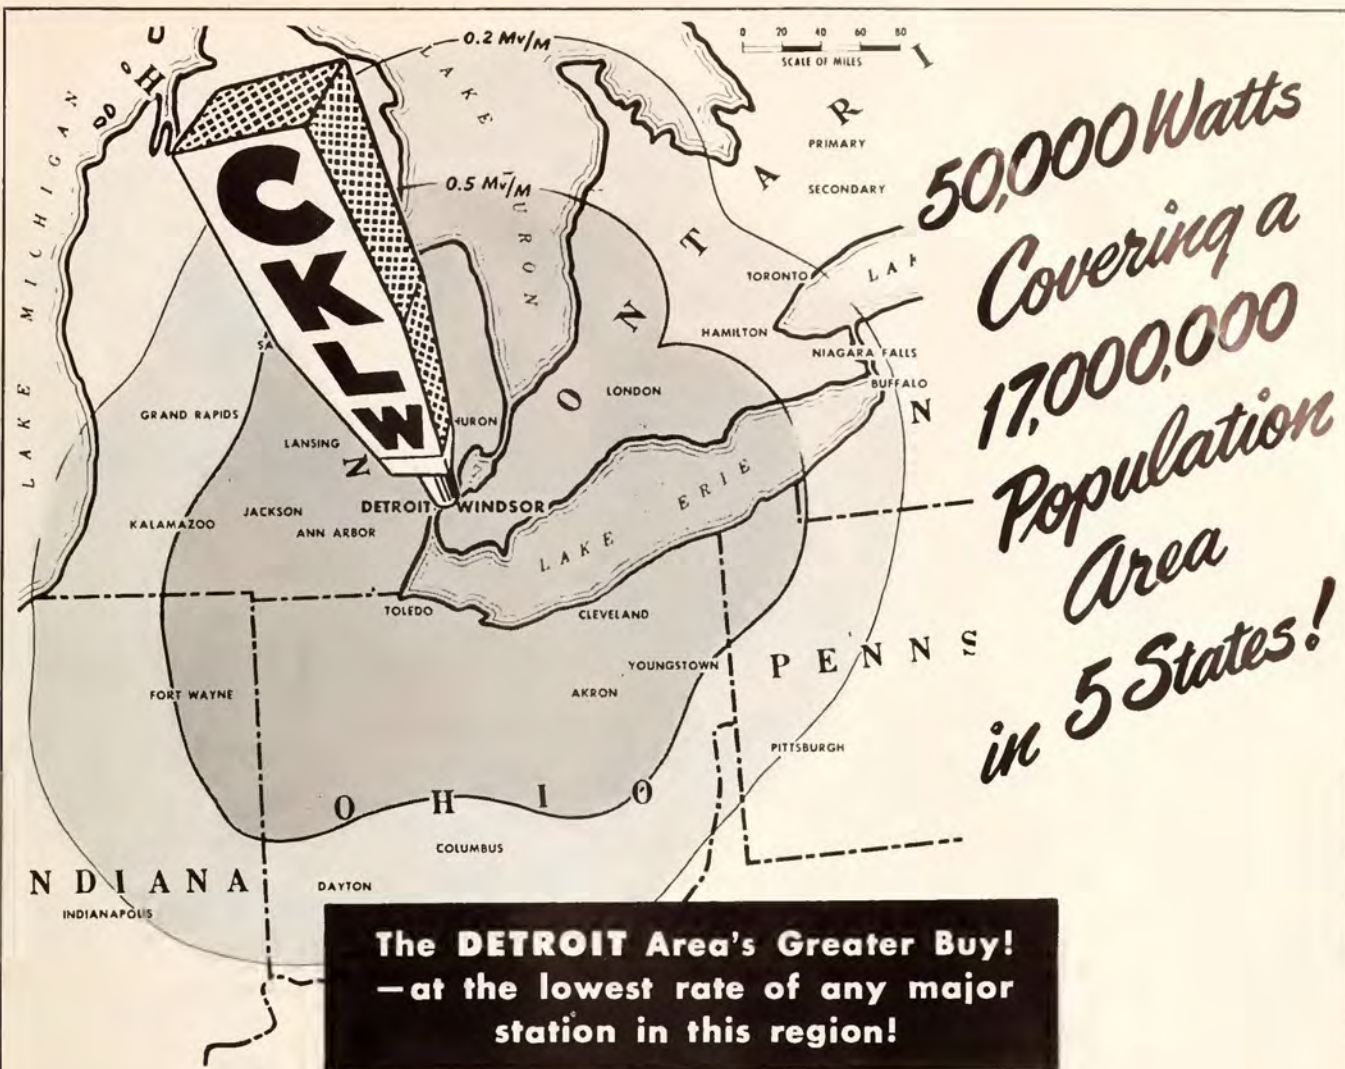 0.2 Mv/M
0 20 40 60 80
SCALE OF MILES
LAKE MICHIGAN
LAKE
HURON
0.5 Mv/M
ONTARI
PRIMARY
SECONDARY
CKLW
TORONTO
LAK
HAMILTON
NIAGARA FALLS
BUFFALO
N
SA
GRAND RAPIDS
LONDON
HURON
LANSING
N
DETROIT WINDSOR
JACKSON
KALAMAZOO
ANN ARBOR
LAKE ERIE
TOLEDO
CLEVELAND
YOUNGSTOWN
PENNS
FORT WAYNE
AKRON
PITTSBURGH
OHIO
COLUMBUS
NDIANA
DAYTON
INDIANAPOLIS
50,000 Watts
Covering a
17,000,000
Population
Area
in 5 States!
The DETROIT Area's Greater Buy!
—at the lowest rate of any major
station in this region!